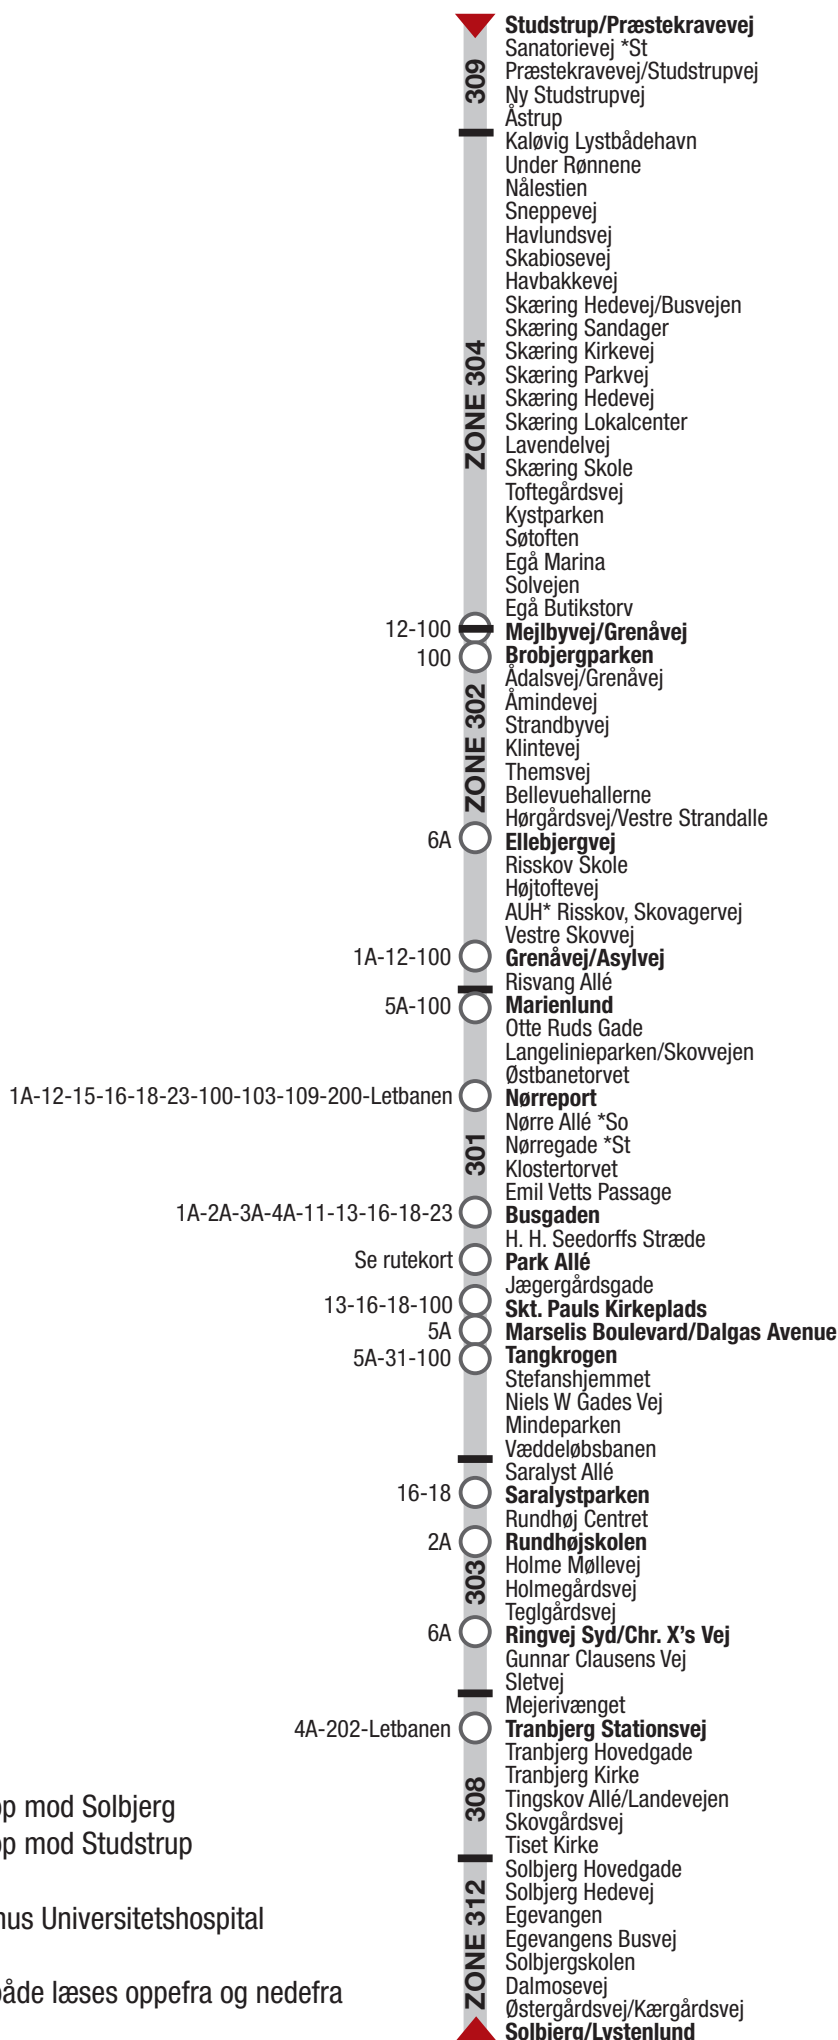 Studstrup/Præstekravevej
Sanatorievej *St
309
Præstekravevej/Studstrupvej
Ny Studstrupvej
Åstrup
Kaløvig Lystbådehavn
Under Rønnene
Nålestien
Sneppevej
Havlundsvej
Skabiosevej
Havbakkevej
Skæring Hedevej/Busvejen
Skæring Sandager
ZONE 304
Skæring Kirkevej
Skæring Parkvej
Skæring Hedevej
Skæring Lokalcenter
Lavendelvej
Skæring Skole
Toftegårdsvej
Kystparken
Søtoften
Egå Marina
Solvejen
Egå Butikstorv
12-100 Mejlbyvej/Grenåvej
100 Brobjergparken
Ådalsvej/Grenåvej
ZONE 302
Åmindevej
Strandbyvej
Klintevej
Themsvej
Bellevuehallerne
Hørgårdsvej/Vestre Strandalle
6A Ellebjergvej
Risskov Skole
Højtoftevej
AUH* Risskov, Skovagervej
Vestre Skovvej
1A-12-100 Grenåvej/Asylvej
Risvang Allé
5A-100 Marienlund
Otte Ruds Gade
Langelinieparken/Skovvejen
Østbanetorvet
1A-12-15-16-18-23-100-103-109-200-Letbanen Nørreport
Nørre Allé *So
301
Nørregade *St
Klostertorvet
Emil Vetts Passage
1A-2A-3A-4A-11-13-16-18-23 Busgaden
H. H. Seedorffs Stræde
Se rutekort Park Allé
Jægergårdsgade
13-16-18-100 Skt. Pauls Kirkeplads
5A Marselis Boulevard/Dalgas Avenue
5A-31-100 Tangkrogen
Stefanshjemmet
Niels W Gades Vej
Mindeparken
Væddeløbsbanen
Saralyst Allé
16-18 Saralystparken
Rundhøj Centret
2A Rundhøjskolen
303
Holme Møllevej
Holmegårdsvej
Teglgårdsvej
6A Ringvej Syd/Chr. X's Vej
Gunnar Clausens Vej
Sletvej
Mejerivænget
4A-202-Letbanen Tranbjerg Stationsvej
Tranbjerg Hovedgade
Tranbjerg Kirke
308
Tingskov Allé/Landevejen
Skovgårdsvej
Tiset Kirke
Solbjerg Hovedgade
ZONE 312
Solbjerg Hedevej
Egevangen
Egevangens Busvej
Solbjergskolen
Dalmosevej
Østergårdsvej/Kærgårdsvej
Solbjerg/Lystenlund
mod Solbjerg
mod Studstrup
Universitetshospital
læses oppefra og nedefra